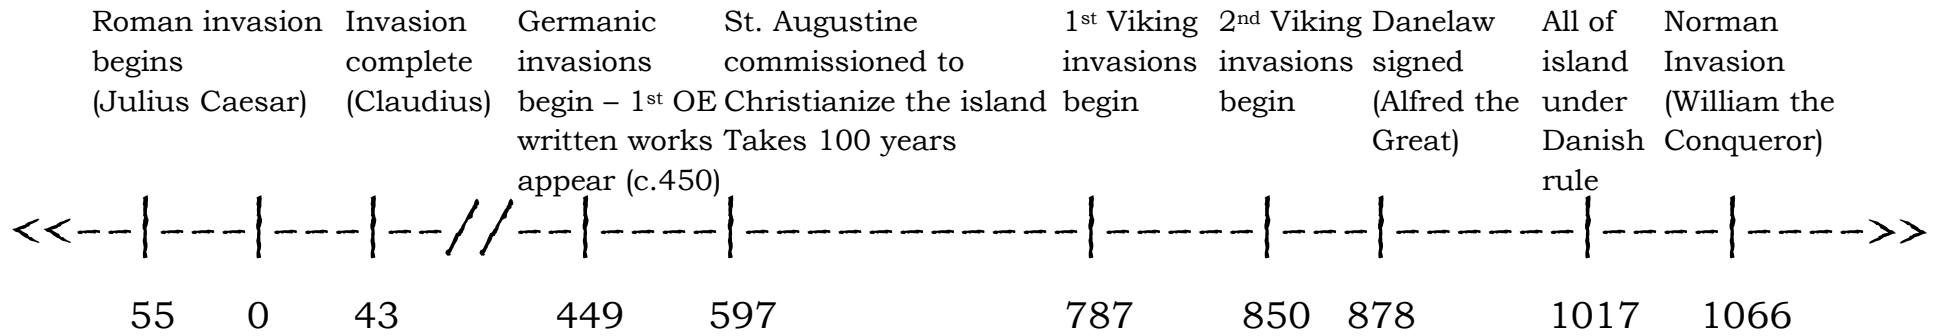 Roman invasion
begins
(Julius Caesar)
Invasion
complete
(Claudius)
Germanic
invasions
begin – 1st OE
written works
appear (c.450)
St. Augustine
commissioned to
Christianize the island
Takes 100 years
1st Viking
invasions
begin
2nd Viking
invasions
begin
Danelaw
signed
(Alfred the
Great)
All of
island
under
Danish
rule
Norman
Invasion
(William the
Conqueror)
55 0 43 449 597 787 850 878 1017 1066